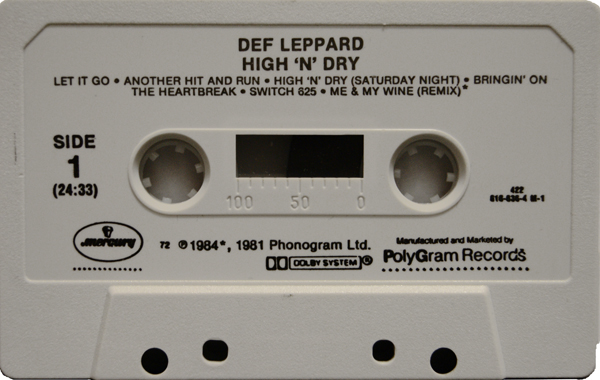 DEF LEPPARD
HIGH 'N' DRY
LET IT GO • ANOTHER HIT AND RUN • HIGH 'N' DRY (SATURDAY NIGHT) • BRINGIN' ON
THE HEARTBREAK • SWITCH 625 • ME & MY WINE (REMIX)*
SIDE
1
(24:33)
100 50 0
422
816-636-4 M-1
mercury
72 ℗ 1984*, 1981 Phonogram Ltd.
DOLBY SYSTEM ®
Manufactured and Marketed by
PolyGram Records